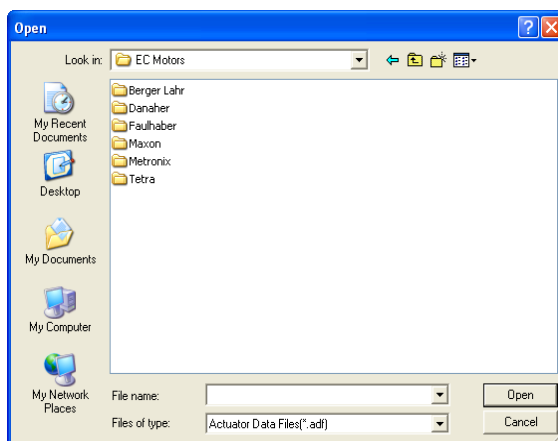 Open
Look in: EC Motors
My Recent
Documents
Desktop
My Documents
My Computer
My Network
Places
Berger Lahr
Danaher
Faulhaber
Maxon
Metronix
Tetra
File name:
Open
Files of type: Actuator Data Files(*.adf)
Cancel